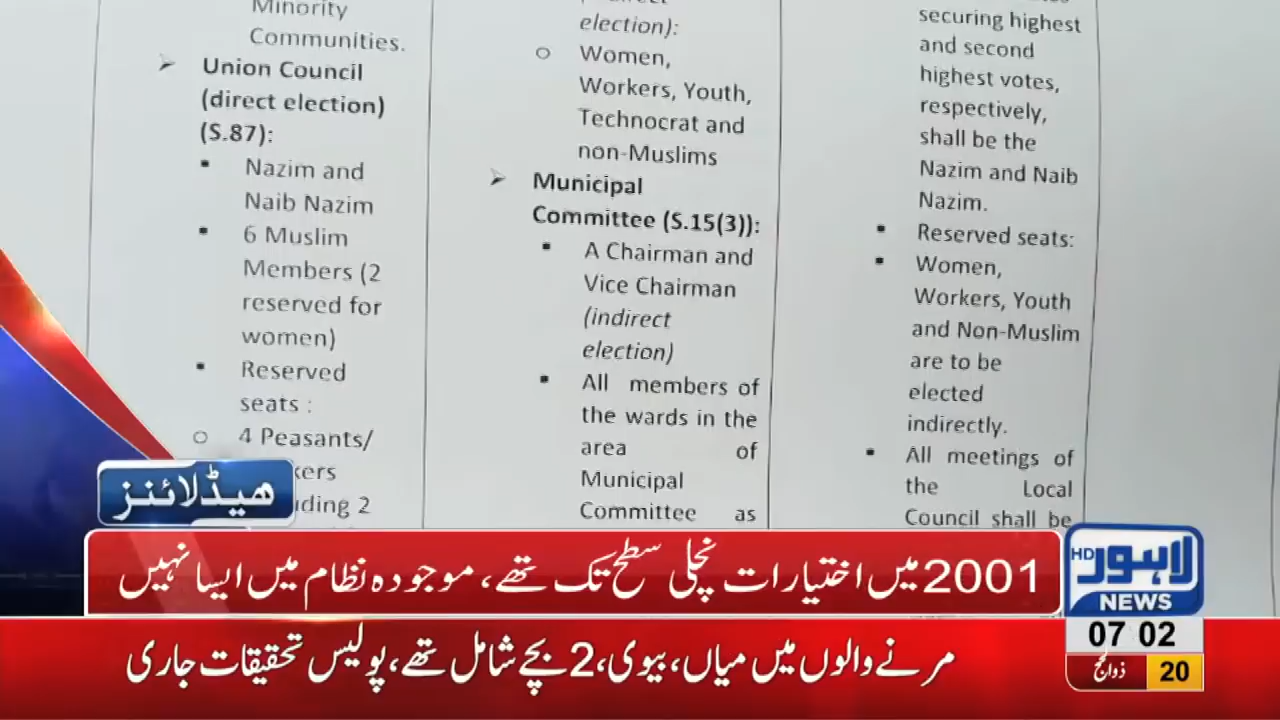 Minority
Communities.
➢ Union Council
(direct election)
(S.87):
▪ Nazim and
Naib Nazim
▪ 6 Muslim
Members (2
reserved for
women)
▪ Reserved
seats :
o 4 Peasants/
election):
o Women,
Workers, Youth,
Technocrat and
non-Muslims
➢ Municipal
Committee (S.15(3)):
▪ A Chairman and
Vice Chairman
(indirect
election)
▪ All members of
the wards in the
area of
Municipal
Committee as
securing highest
and second
highest votes,
respectively,
shall be the
Nazim and Naib
Nazim.
▪ Reserved seats:
▪ Women,
Workers, Youth
and Non-Muslim
are to be
elected
indirectly.
▪ All meetings of
the Local
Council shall be
ہیڈلائنز
2001 میں اختیارات نچلی سطح تک تھے، موجودہ نظام میں ایسا نہیں
HD لاہور
NEWS
07 02
20 ذوالحج
مرنے والوں میں میاں، بیوی، 2 بچے شامل تھے، پولیس تحقیقات جاری